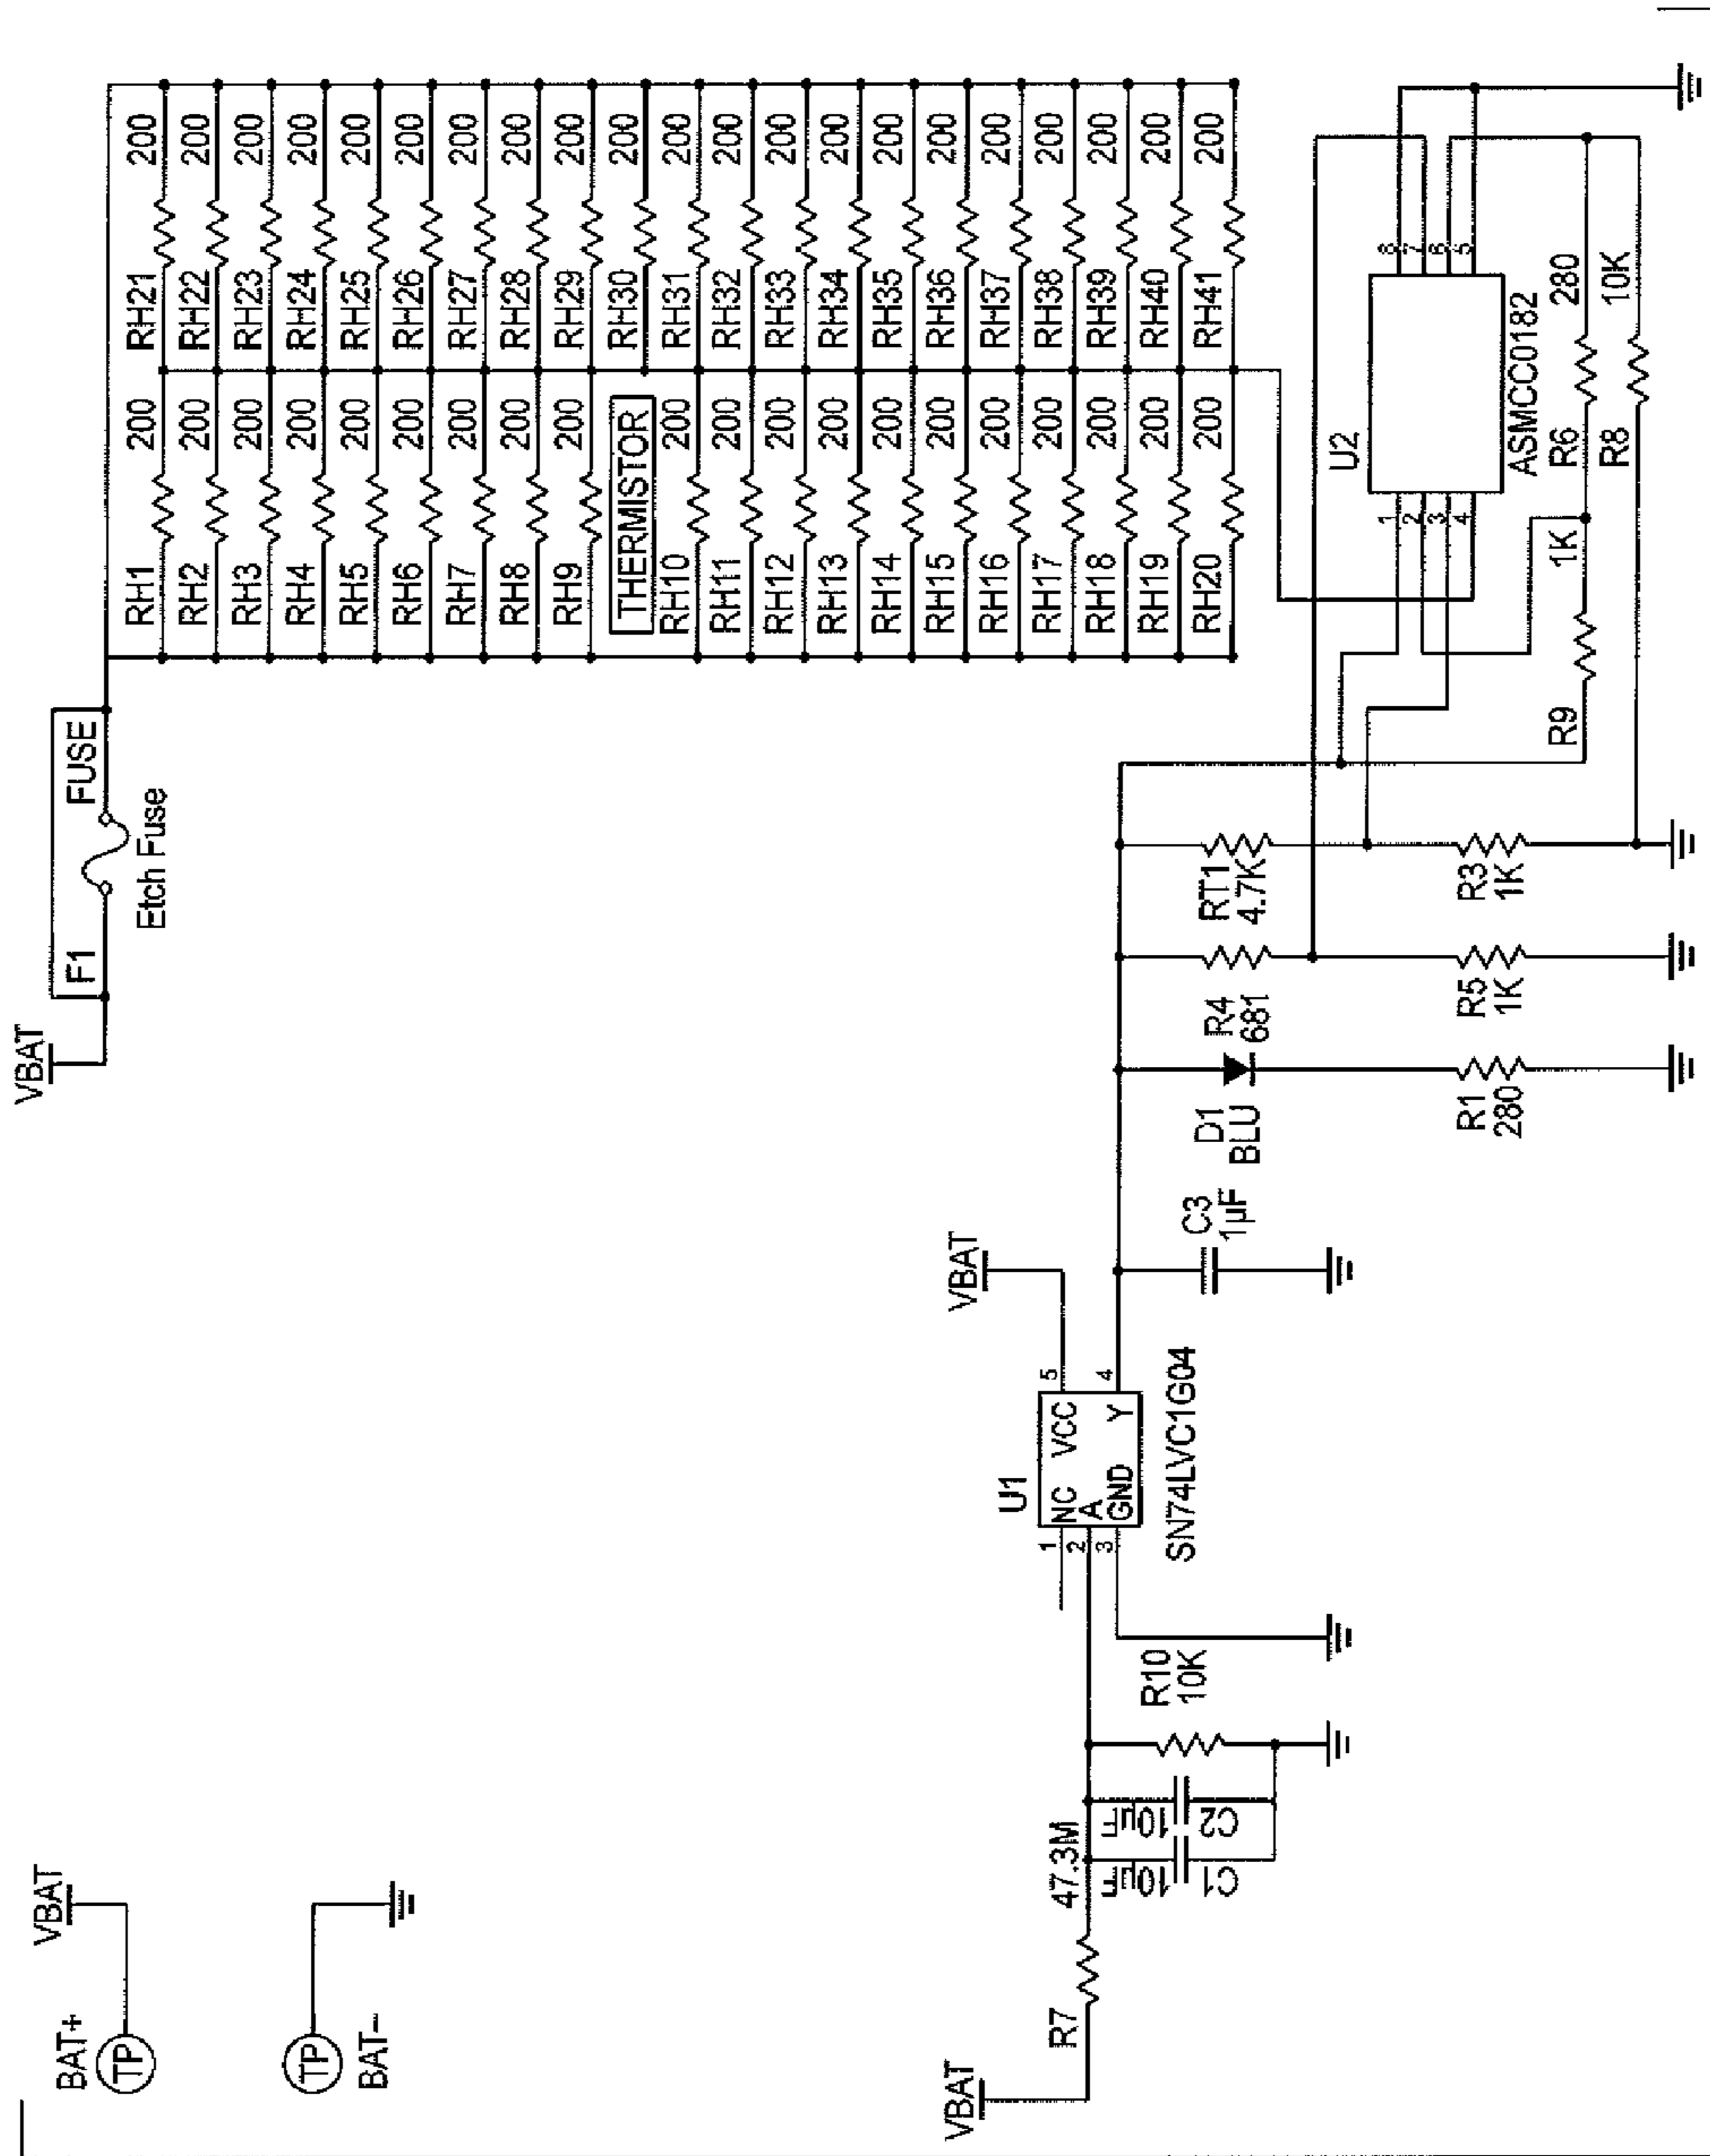 VBAT
VBAT
BAT+
TP
F1 FUSE
Etch Fuse
TP
BAT-
RH1 200 RH21 200
RH2 200 RH22 200
RH3 200 RH23 200
RH4 200 RH24 200
RH5 200 RH25 200
RH6 200 RH26 200
RH7 200 RH27 200
RH8 200 RH28 200
RH9 200 RH29 200
THERMISTOR RH30 200
RH10 200 RH31 200
RH11 200 RH32 200
RH12 200 RH33 200
RH13 200 RH34 200
RH14 200 RH35 200
RH15 200 RH36 200
RH16 200 RH37 200
RH17 200 RH38 200
RH18 200 RH39 200
RH19 200 RH40 200
RH20 200 RH41 200
VBAT
R7
47.3M
10µF
C1
10µF
C2
R10
10K
U1
1 NC VCC 5
2 A
3 GND Y 4
SN74LVC1G04
VBAT
C3
1µF
D1
BLU
R4
681
RT1
4.7K
R1
280
R5
1K
R3
1K
U2
1 8
2 7
3 6
4 5
ASMCC0182
R9 1K R6 280
R8 10K